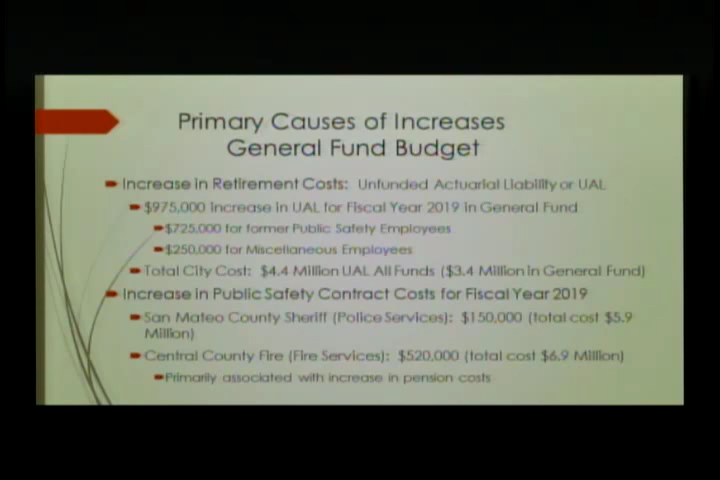 Primary Causes of Increases
General Fund Budget
Increase in Retirement Costs: Unfunded Actuarial Liability or UAL
$975,000 Increase in UAL for Fiscal Year 2019 in General Fund
$725,000 for former Public Safety Employees
$250,000 for Miscellaneous Employees
Total City Cost: $4.4 Million UAL All Funds ($3.4 Million in General Fund)
Increase in Public Safety Contract Costs for Fiscal Year 2019
San Mateo County Sheriff (Police Services): $150,000 (total cost $5.9
Million)
Central County Fire (Fire Services): $520,000 (total cost $6.9 Million)
Primarily associated with increase in pension costs